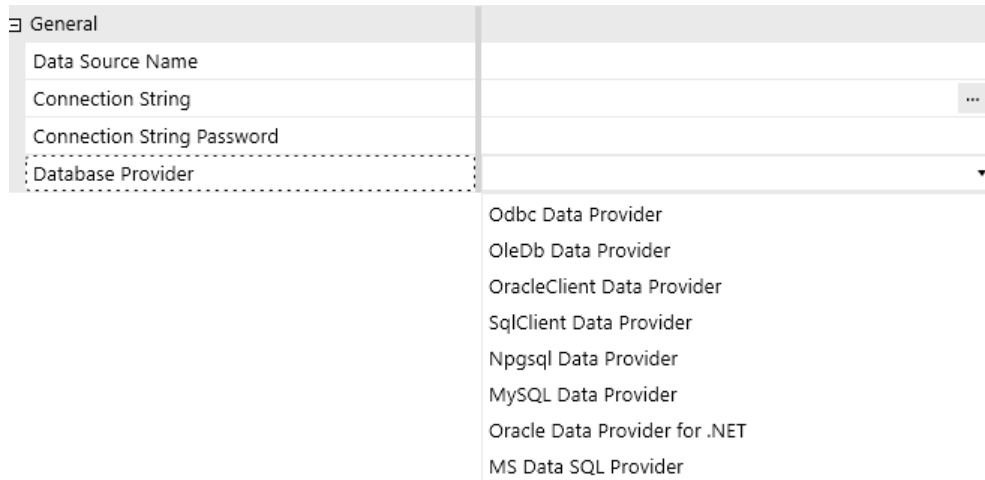 General
Data Source Name
Connection String
...
Connection String Password
Database Provider
Odbc Data Provider
OleDb Data Provider
OracleClient Data Provider
SqlClient Data Provider
Npgsql Data Provider
MySQL Data Provider
Oracle Data Provider for .NET
MS Data SQL Provider